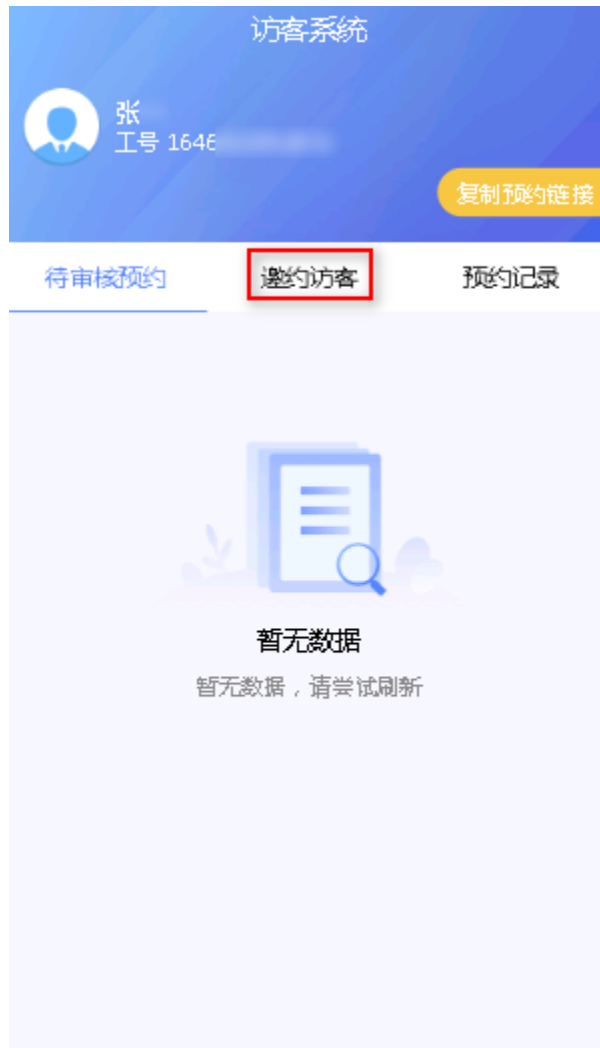 访客系统
张
工号 1646
复制预约链接
待审核预约 邀约访客 预约记录
暂无数据
暂无数据，请尝试刷新